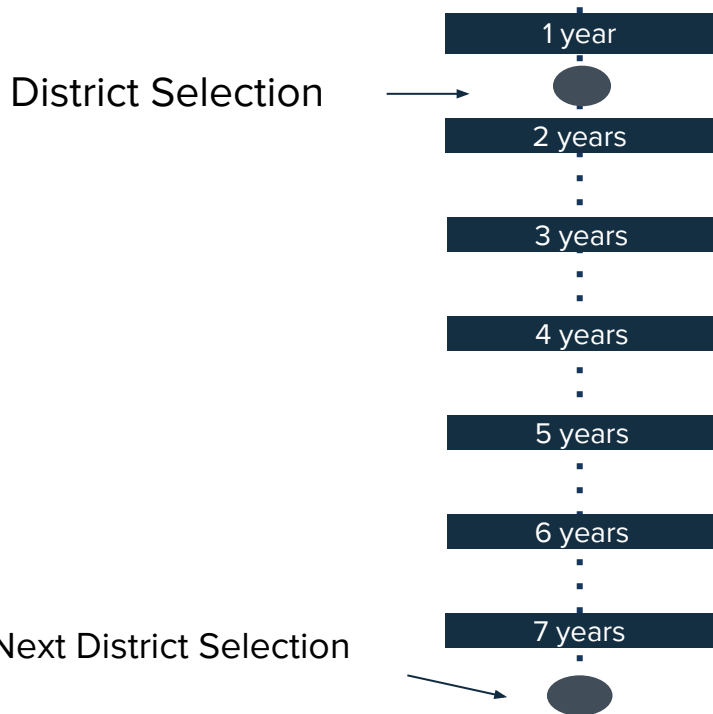 1 year
District Selection
2 years
3 years
4 years
5 years
6 years
7 years
Next District Selection